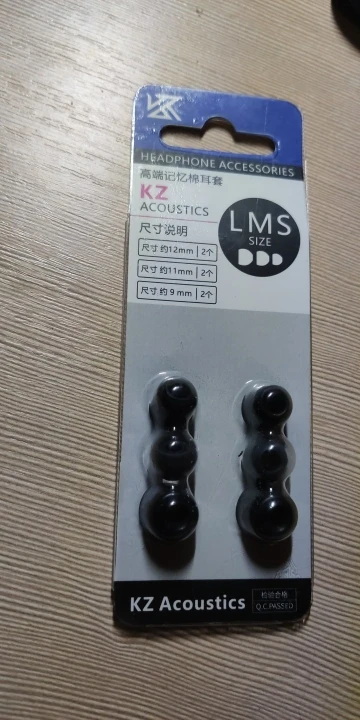 KZ
HEADPHONE ACCESSORIES
高端记忆棉耳套
KZ
ACOUSTICS
LMS
SIZE
尺寸说明
尺寸 约12mm | 2个
尺寸 约11mm | 2个
尺寸 约 9 mm | 2个
KZ Acoustics
检验合格
Q.C.PASSED